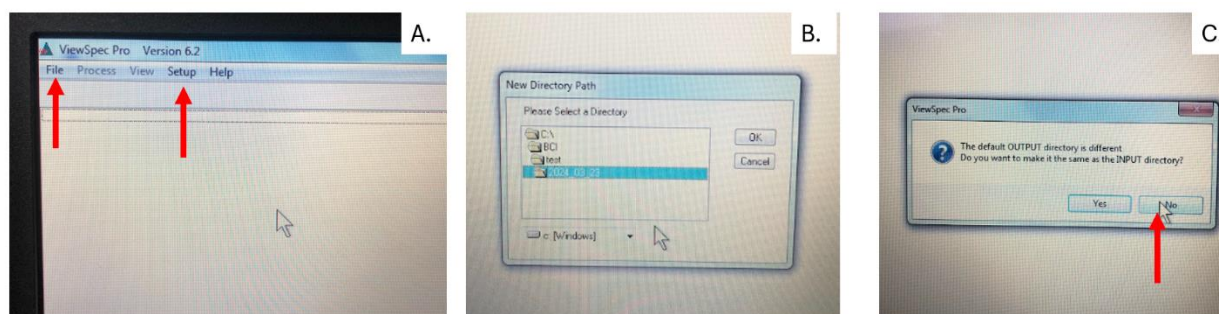 A.
ViewSpec Pro Version 6.2
File Process View Setup Help
B.
New Directory Path
Please Select a Directory
C:\
BCI
test
2024_03_22
OK
Cancel
c: [Windows]
C
ViewSpec Pro
The default OUTPUT directory is different
Do you want to make it the same as the INPUT directory?
Yes
No